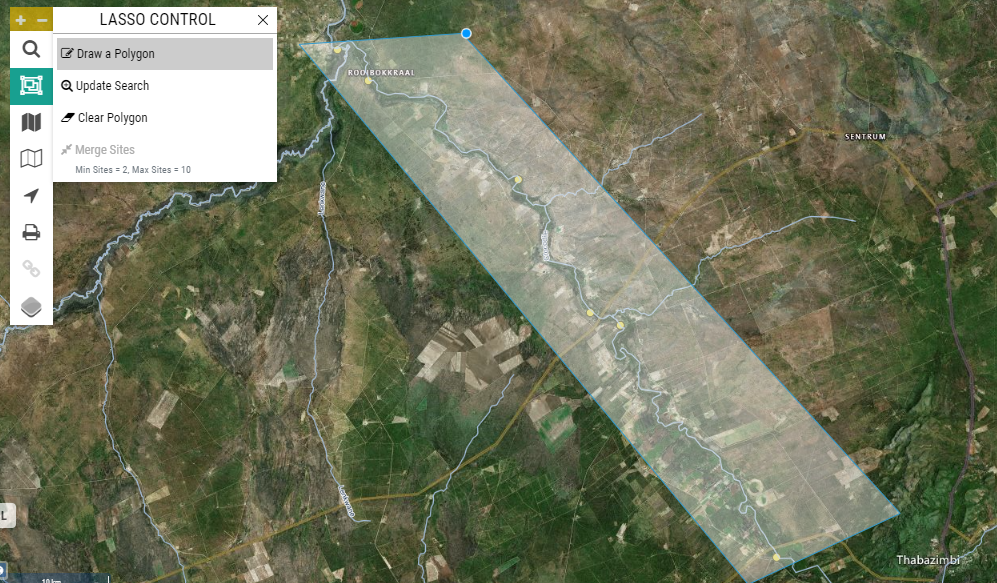 LASSO CONTROL
Draw a Polygon
Update Search
Clear Polygon
Merge Sites
Min Sites = 2, Max Sites = 10
ROOIBOKKRAAL
SENTRUM
Thabazimbi
L
10 km